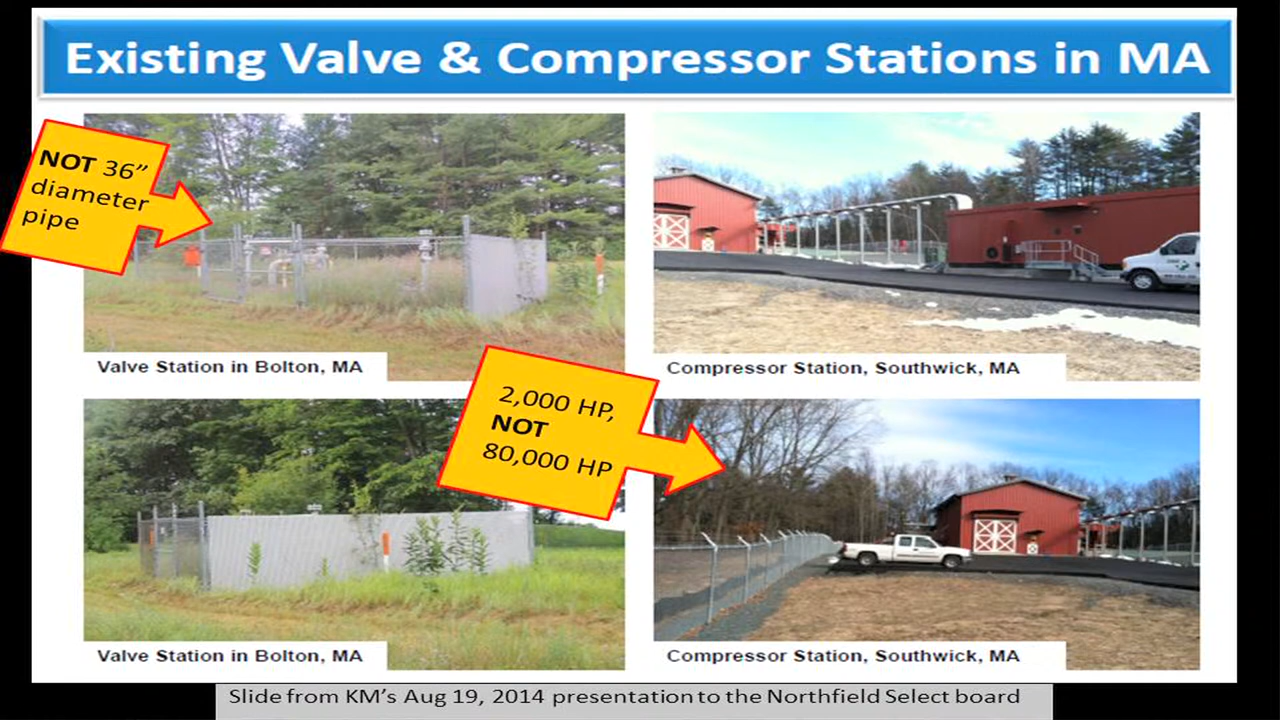 Existing Valve & Compressor Stations in MA
NOT 36”
diameter
pipe
Valve Station in Bolton, MA
Compressor Station, Southwick, MA
2,000 HP,
NOT
80,000 HP
Valve Station in Bolton, MA
Compressor Station, Southwick, MA
Slide from KM’s Aug 19, 2014 presentation to the Northfield Select board